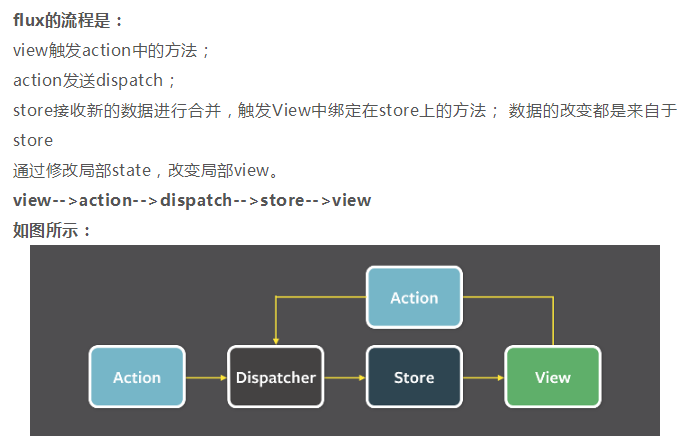 flux的流程是：
view触发action中的方法；
action发送dispatch；
store接收新的数据进行合并，触发View中绑定在store上的方法； 数据的改变都是来自于
store
通过修改局部state，改变局部view。
view-->action-->dispatch-->store-->view
如图所示：
Action
Action
Dispatcher
Store
View